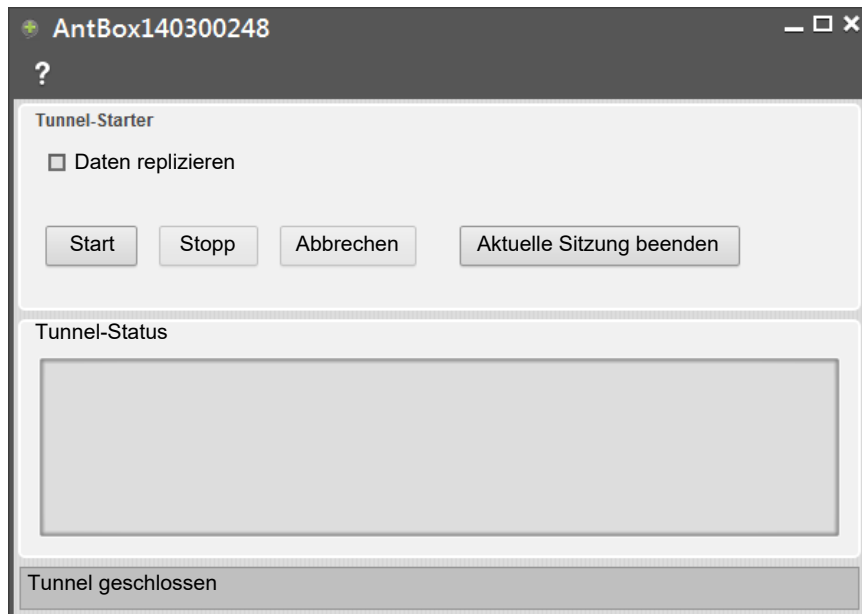 AntBox140300248
?
Tunnel-Starter
Daten replizieren
Start Stopp Abbrechen Aktuelle Sitzung beenden
Tunnel-Status
Tunnel geschlossen